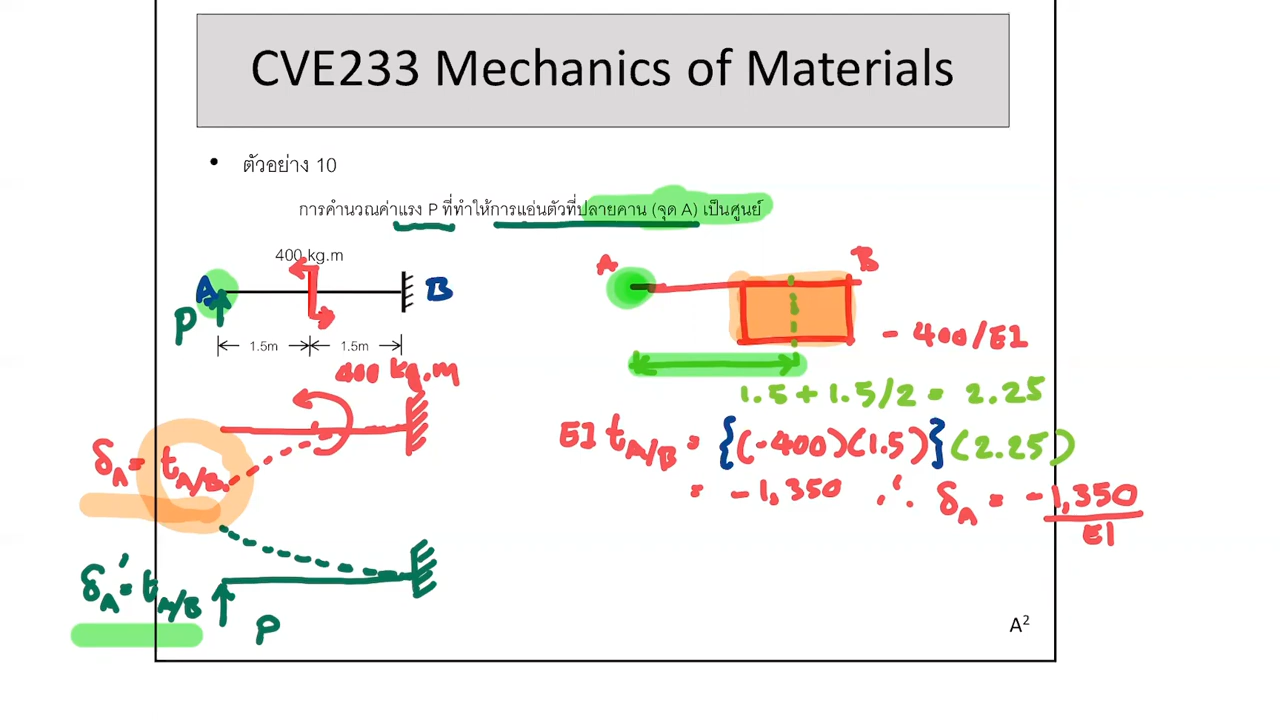 CVE233 Mechanics of Materials
• ตัวอย่าง 10
การคำนวณค่าแรง P ที่ทำให้การแอ่นตัวที่ปลายคาน (จุด A) เป็นศูนย์
400 kg.m
A
B
P
1.5m
1.5m
400 kg.m
δA = tA/B
δA' = tA/B
P
A
B
- 400/EI
1.5 + 1.5/2 = 2.25
EI tA/B = {(-400)(1.5)}(2.25)
= -1,350 ∴ δA = -1,350/EI
A²